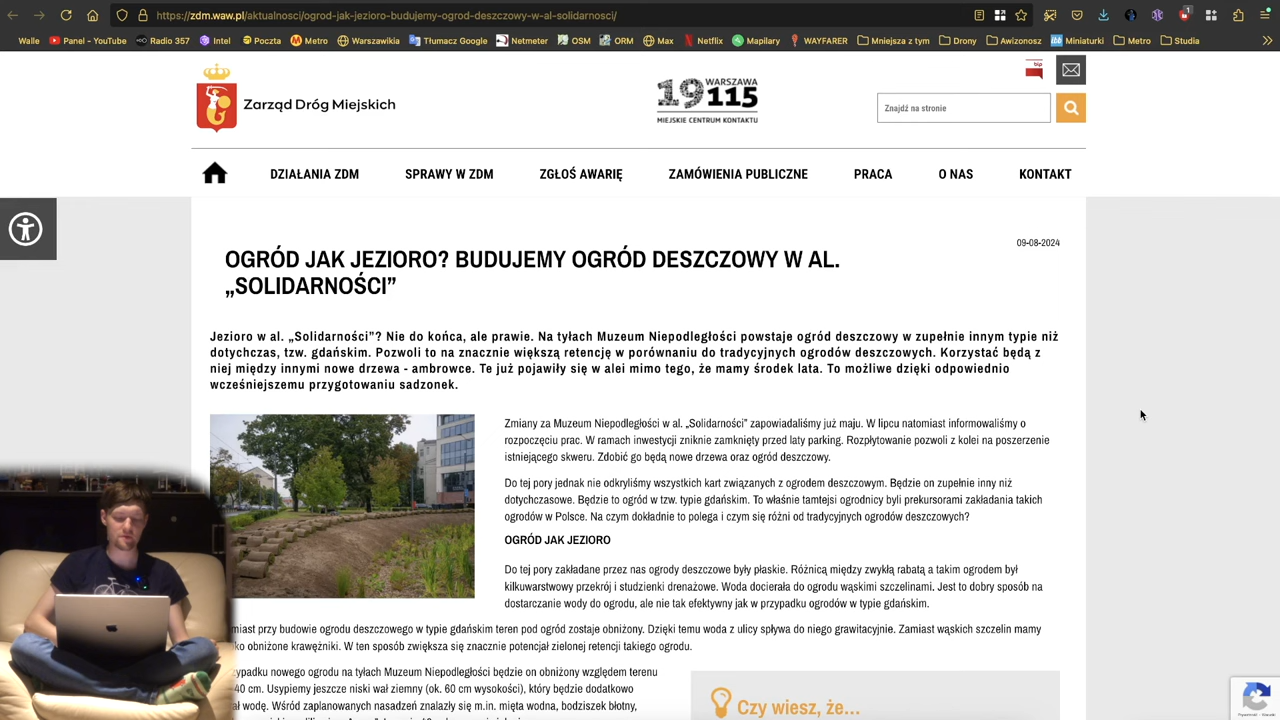 https://zdm.waw.pl/aktualnosci/ogrod-jak-jezioro-budujemy-ogrod-deszczowy-w-al-solidarnosci/
Walle Popular - YouTube Radio 357 Intel Poczta Metro Warszawikia Tłumacz Google Netmeter OSM ORM Max Netflix Mapilary WAYFARER Z metrem z tym Drony Awizonosz Miniaturki Metro Studia
Zarząd Dróg Miejskich
19115 WARSZAWA
MIEJSKIE CENTRUM KONTAKTU
bip
Znajdź na stronie
DZIAŁANIA ZDM SPRAWY W ZDM ZGŁOŚ AWARIĘ ZAMÓWIENIA PUBLICZNE PRACA O NAS KONTAKT
09-08-2024
OGRÓD JAK JEZIORO? BUDUJEMY OGRÓD DESZCZOWY W AL.
„SOLIDARNOŚCI”
Jezioro w al. „Solidarności”? Nie do końca, ale prawie. Na tyłach Muzeum Niepodległości powstaje ogród deszczowy w zupełnie innym typie niż
dotychczas, tzw. gdańskim. Pozwoli to na znacznie większą retencję w porównaniu do tradycyjnych ogrodów deszczowych. Korzystać będą z
niej między innymi nowe drzewa - ambrowce. Te już pojawiły się w alei mimo tego, że mamy środek lata. To możliwe dzięki odpowiednio
wcześniejszemu przygotowaniu sadzonek.
Zmiany za Muzeum Niepodległości w al. „Solidarności” zapowiadaliśmy już maju. W lipcu natomiast informowaliśmy o
rozpoczęciu prac. W ramach inwestycji zniknie zamknięty przed laty parking. Rozpłytowanie pozwoli z kolei na poszerzenie
istniejącego skweru. Zdobić go będą nowe drzewa oraz ogród deszczowy.
Do tej pory jednak nie odkryliśmy wszystkich kart związanych z ogrodem deszczowym. Będzie on zupełnie inny niż
dotychczasowe. Będzie to ogród w tzw. typie gdańskim. To właśnie tamtejsi ogrodnicy byli prekursorami zakładania takich
ogrodów w Polsce. Na czym dokładnie to polega i czym się różni od tradycyjnych ogrodów deszczowych?
OGRÓD JAK JEZIORO
Do tej pory zakładane przez nas ogrody deszczowe były płaskie. Różnicą między zwykłą rabatą a takim ogrodem był
kilkuwarstwowy przekrój i studzienki drenażowe. Woda docierała do ogrodu wąskimi szczelinami. Jest to dobry sposób na
dostarczanie wody do ogrodu, ale nie tak efektywny jak w przypadku ogrodów w typie gdańskim.
miast przy budowie ogrodu deszczowego w typie gdańskim teren pod ogród zostaje obniżony. Dzięki temu woda z ulicy spływa do niego grawitacyjnie. Zamiast wąskich szczelin mamy
ko obniżone krawężniki. W ten sposób zwiększa się znacznie potencjał zielonej retencji takiego ogrodu.
zypadku nowego ogrodu na tyłach Muzeum Niepodległości będzie on obniżony względem terenu
40 cm. Usypiemy jeszcze niski wał ziemny (ok. 60 cm wysokości), który będzie dodatkowo
ał wodę. Wśród zaplanowanych nasadzeń znalazły się m.in. mięta wodna, bodziszek błotny,
Czy wiesz, że...